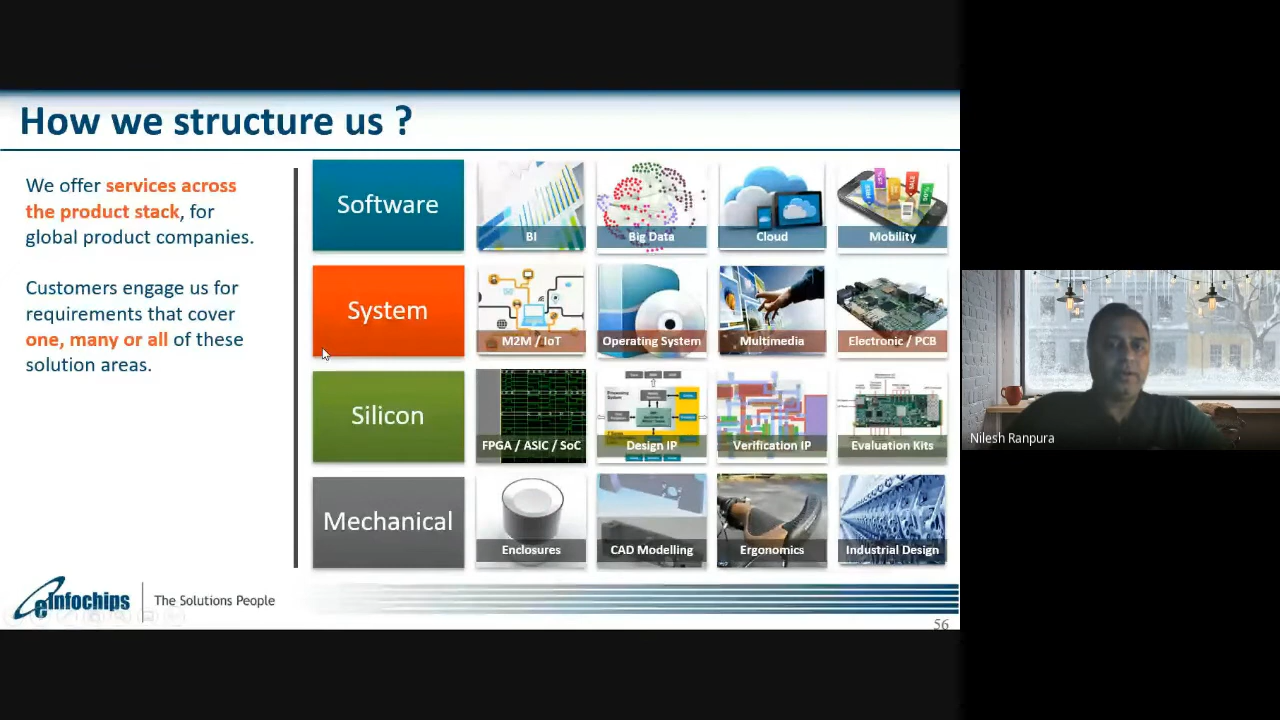 How we structure us ?
We offer services across
the product stack, for
global product companies.
Customers engage us for
requirements that cover
one, many or all of these
solution areas.
Software
BI
Big Data
Cloud
Mobility
System
M2M / IoT
Operating System
Multimedia
Electronic / PCB
Silicon
FPGA / ASIC / SoC
Design IP
Verification IP
Evaluation Kits
Mechanical
Enclosures
CAD Modelling
Ergonomics
Industrial Design
einfochips
The Solutions People
56
Nilesh Ranpura